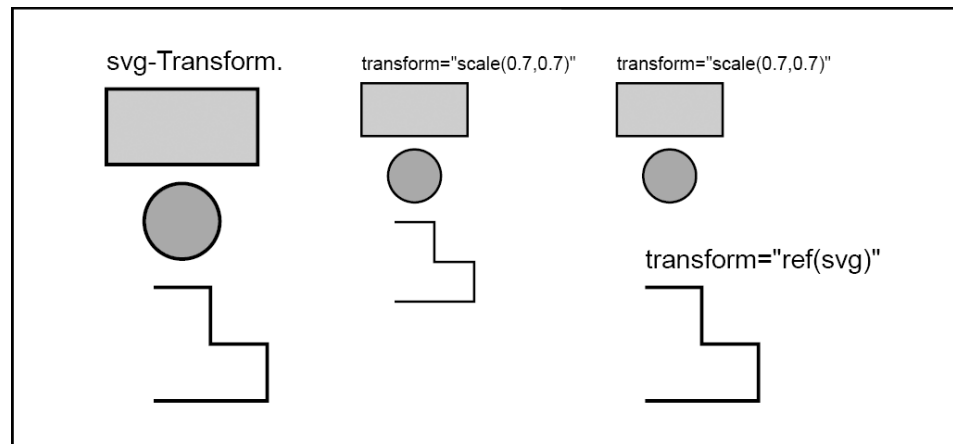 svg-Transform.
transform="scale(0.7,0.7)"
transform="scale(0.7,0.7)"
transform="ref(svg)"